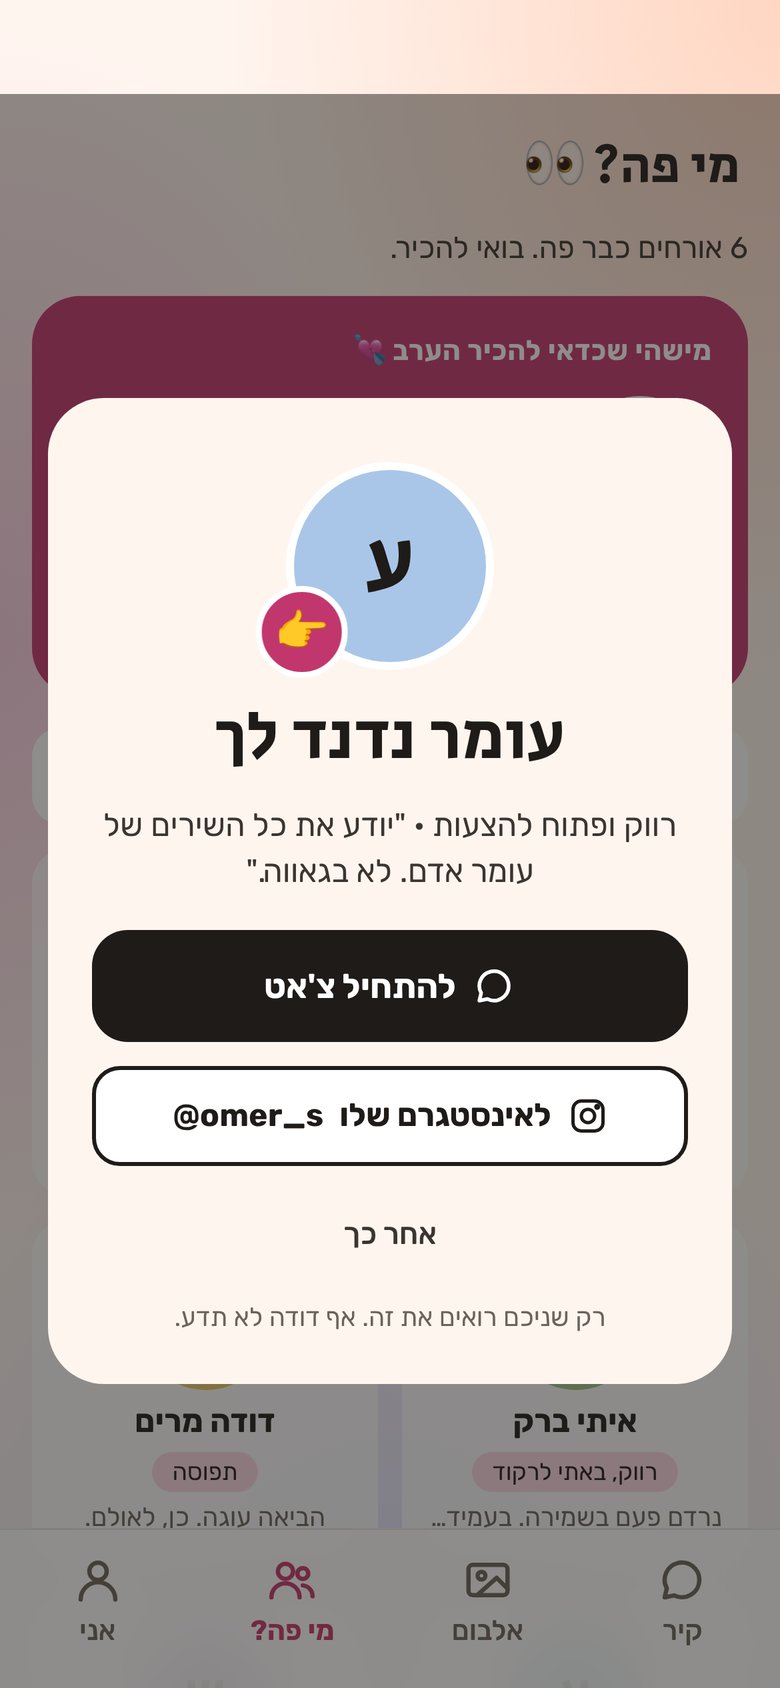 מי פה? 👀
6 אורחים כבר פה. בואי להכיר.
מישהי שכדאי להכיר הערב 💘
ע
עומר נדנד לך
רווק ופתוח להצעות • "יודע את כל השירים של
עומר אדם. לא בגאווה."
להתחיל צ'אט
לאינסטגרם שלו @omer_s
אחר כך
רק שניכם רואים את זה. אף דודה לא תדע.
איתי ברק
רווק, באתי לרקוד
נרדם פעם בשמירה. בעמיד...
דודה מרים
תפוסה
הביאה עוגה. כן, לאולם.
קיר
אלבום
מי פה?
אני